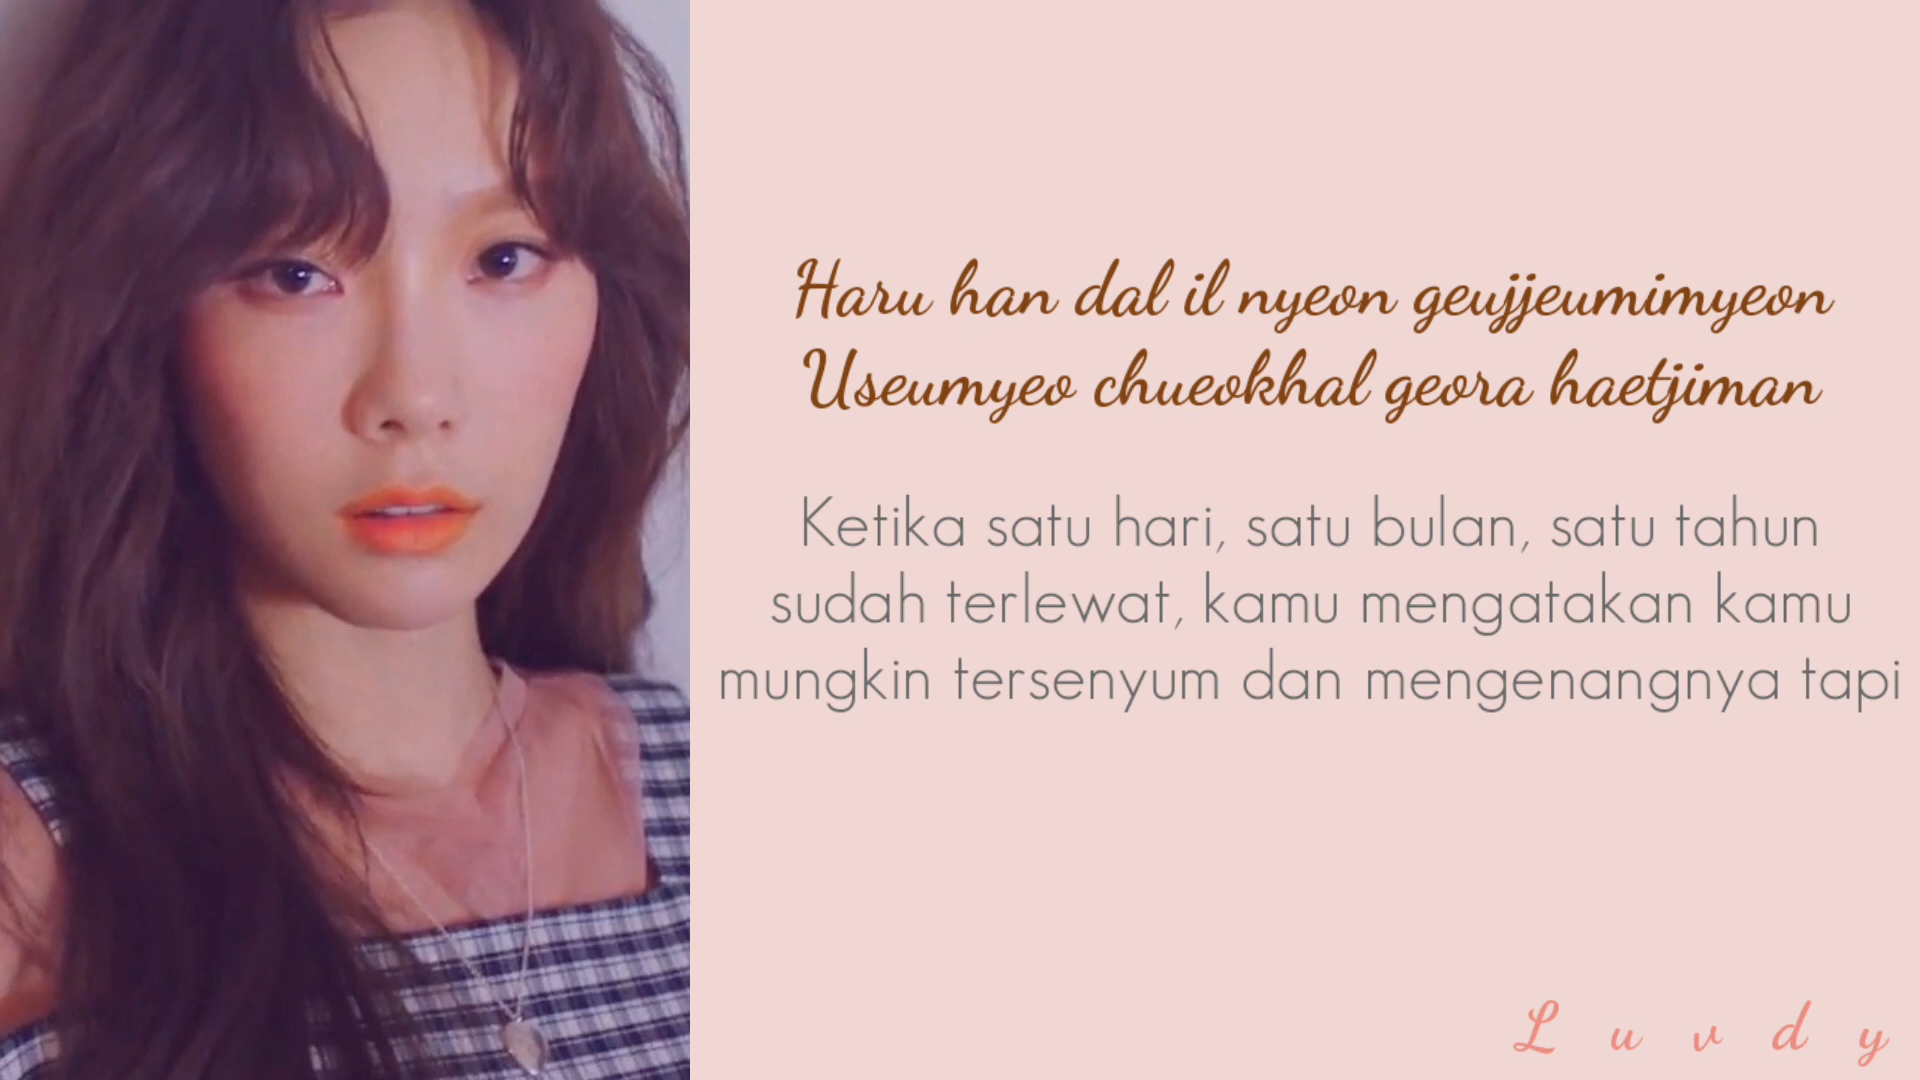 Haru han dal il nyeon geujjeumimyeon
Useumyeo chueokhal geora haetjiman
Ketika satu hari, satu bulan, satu tahun
sudah terlewat, kamu mengatakan kamu
mungkin tersenyum dan mengenangnya tapi
L u v d y